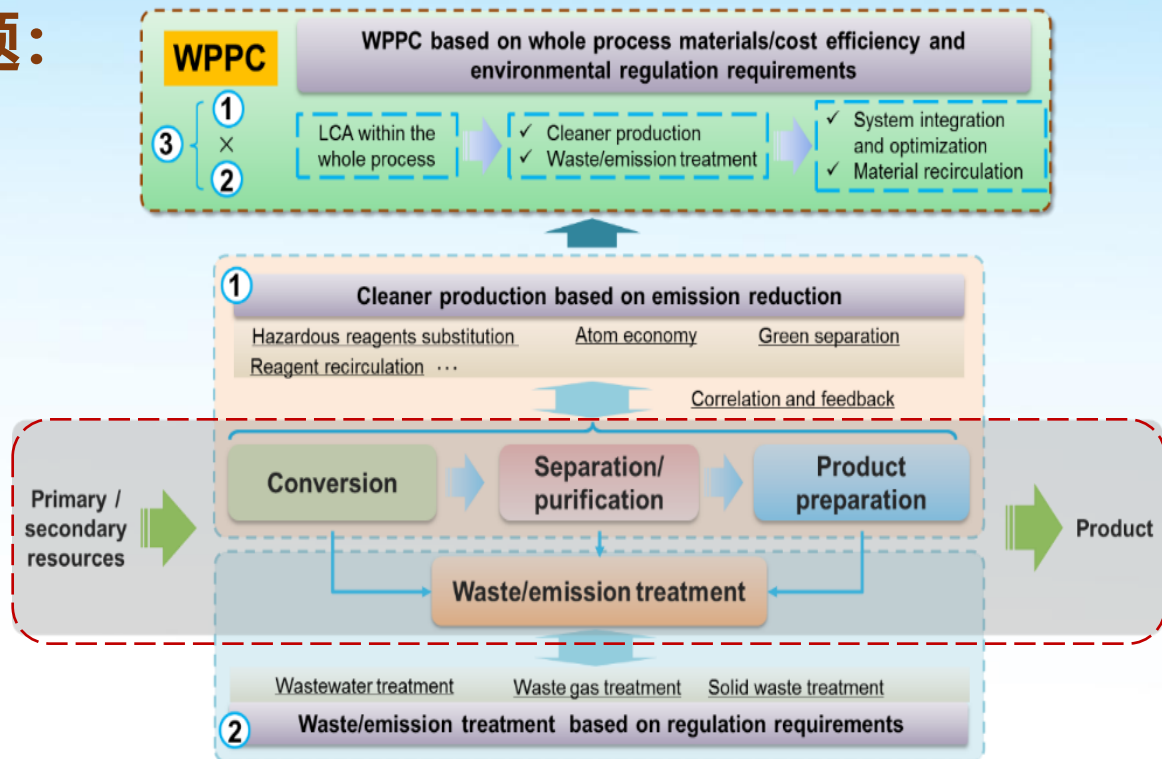 题：
WPPC
WPPC based on whole process materials/cost efficiency and
environmental regulation requirements
③
①
×
②
LCA within the
whole process
✓ Cleaner production
✓ Waste/emission treatment
✓ System integration
and optimization
✓ Material recirculation
①
Cleaner production based on emission reduction
Hazardous reagents substitution
Atom economy
Green separation
Reagent recirculation ···
Correlation and feedback
Primary /
secondary
resources
Conversion
Separation/
purification
Product
preparation
Product
Waste/emission treatment
Wastewater treatment
Waste gas treatment
Solid waste treatment
②
Waste/emission treatment based on regulation requirements